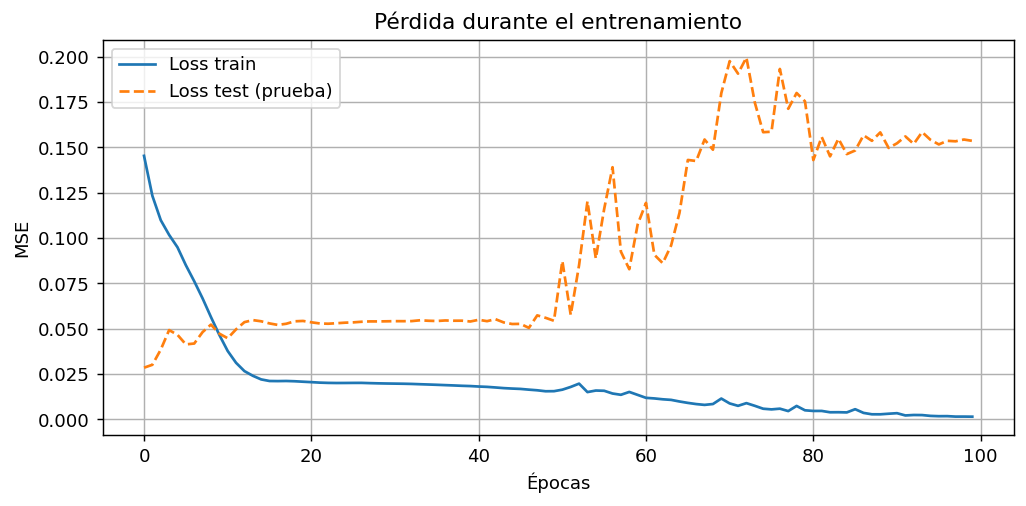 Pérdida durante el entrenamiento
Loss train
Loss test (prueba)
0.200
0.175
0.150
0.125
0.100
0.075
0.050
0.025
0.000
MSE
0 20 40 60 80 100
Épocas